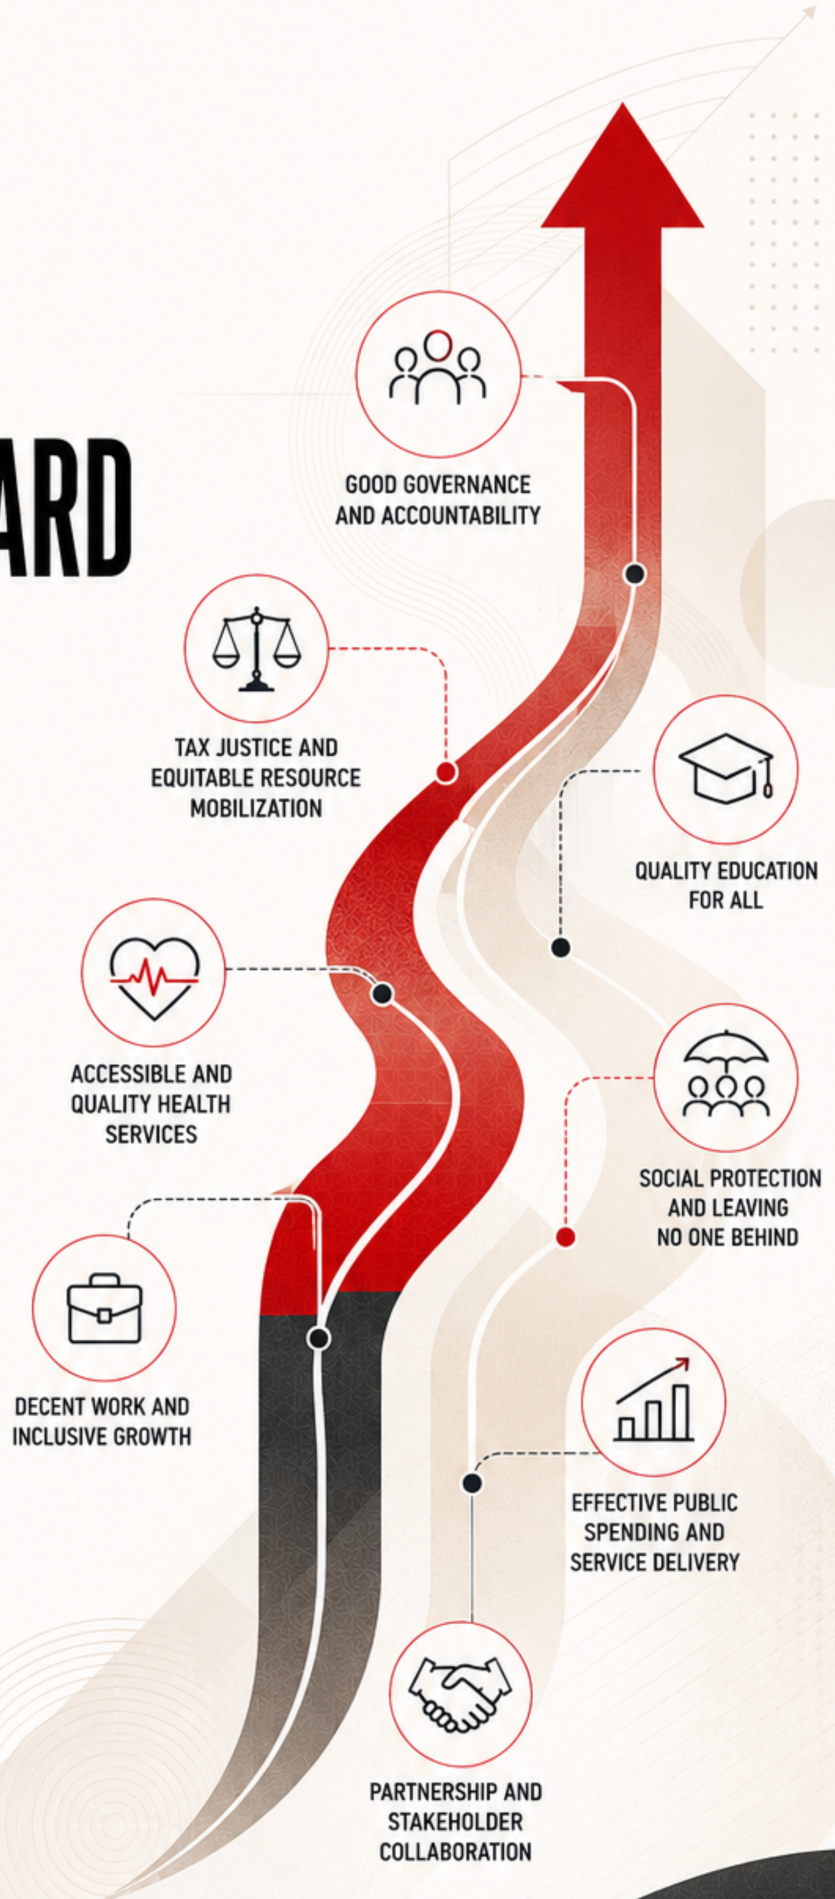 GOOD GOVERNANCE
AND ACCOUNTABILITY
ARD
TAX JUSTICE AND
EQUITABLE RESOURCE
MOBILIZATION
QUALITY EDUCATION
FOR ALL
ACCESSIBLE AND
QUALITY HEALTH
SERVICES
SOCIAL PROTECTION
AND LEAVING
NO ONE BEHIND
DECENT WORK AND
INCLUSIVE GROWTH
EFFECTIVE PUBLIC
SPENDING AND
SERVICE DELIVERY
PARTNERSHIP AND
STAKEHOLDER
COLLABORATION